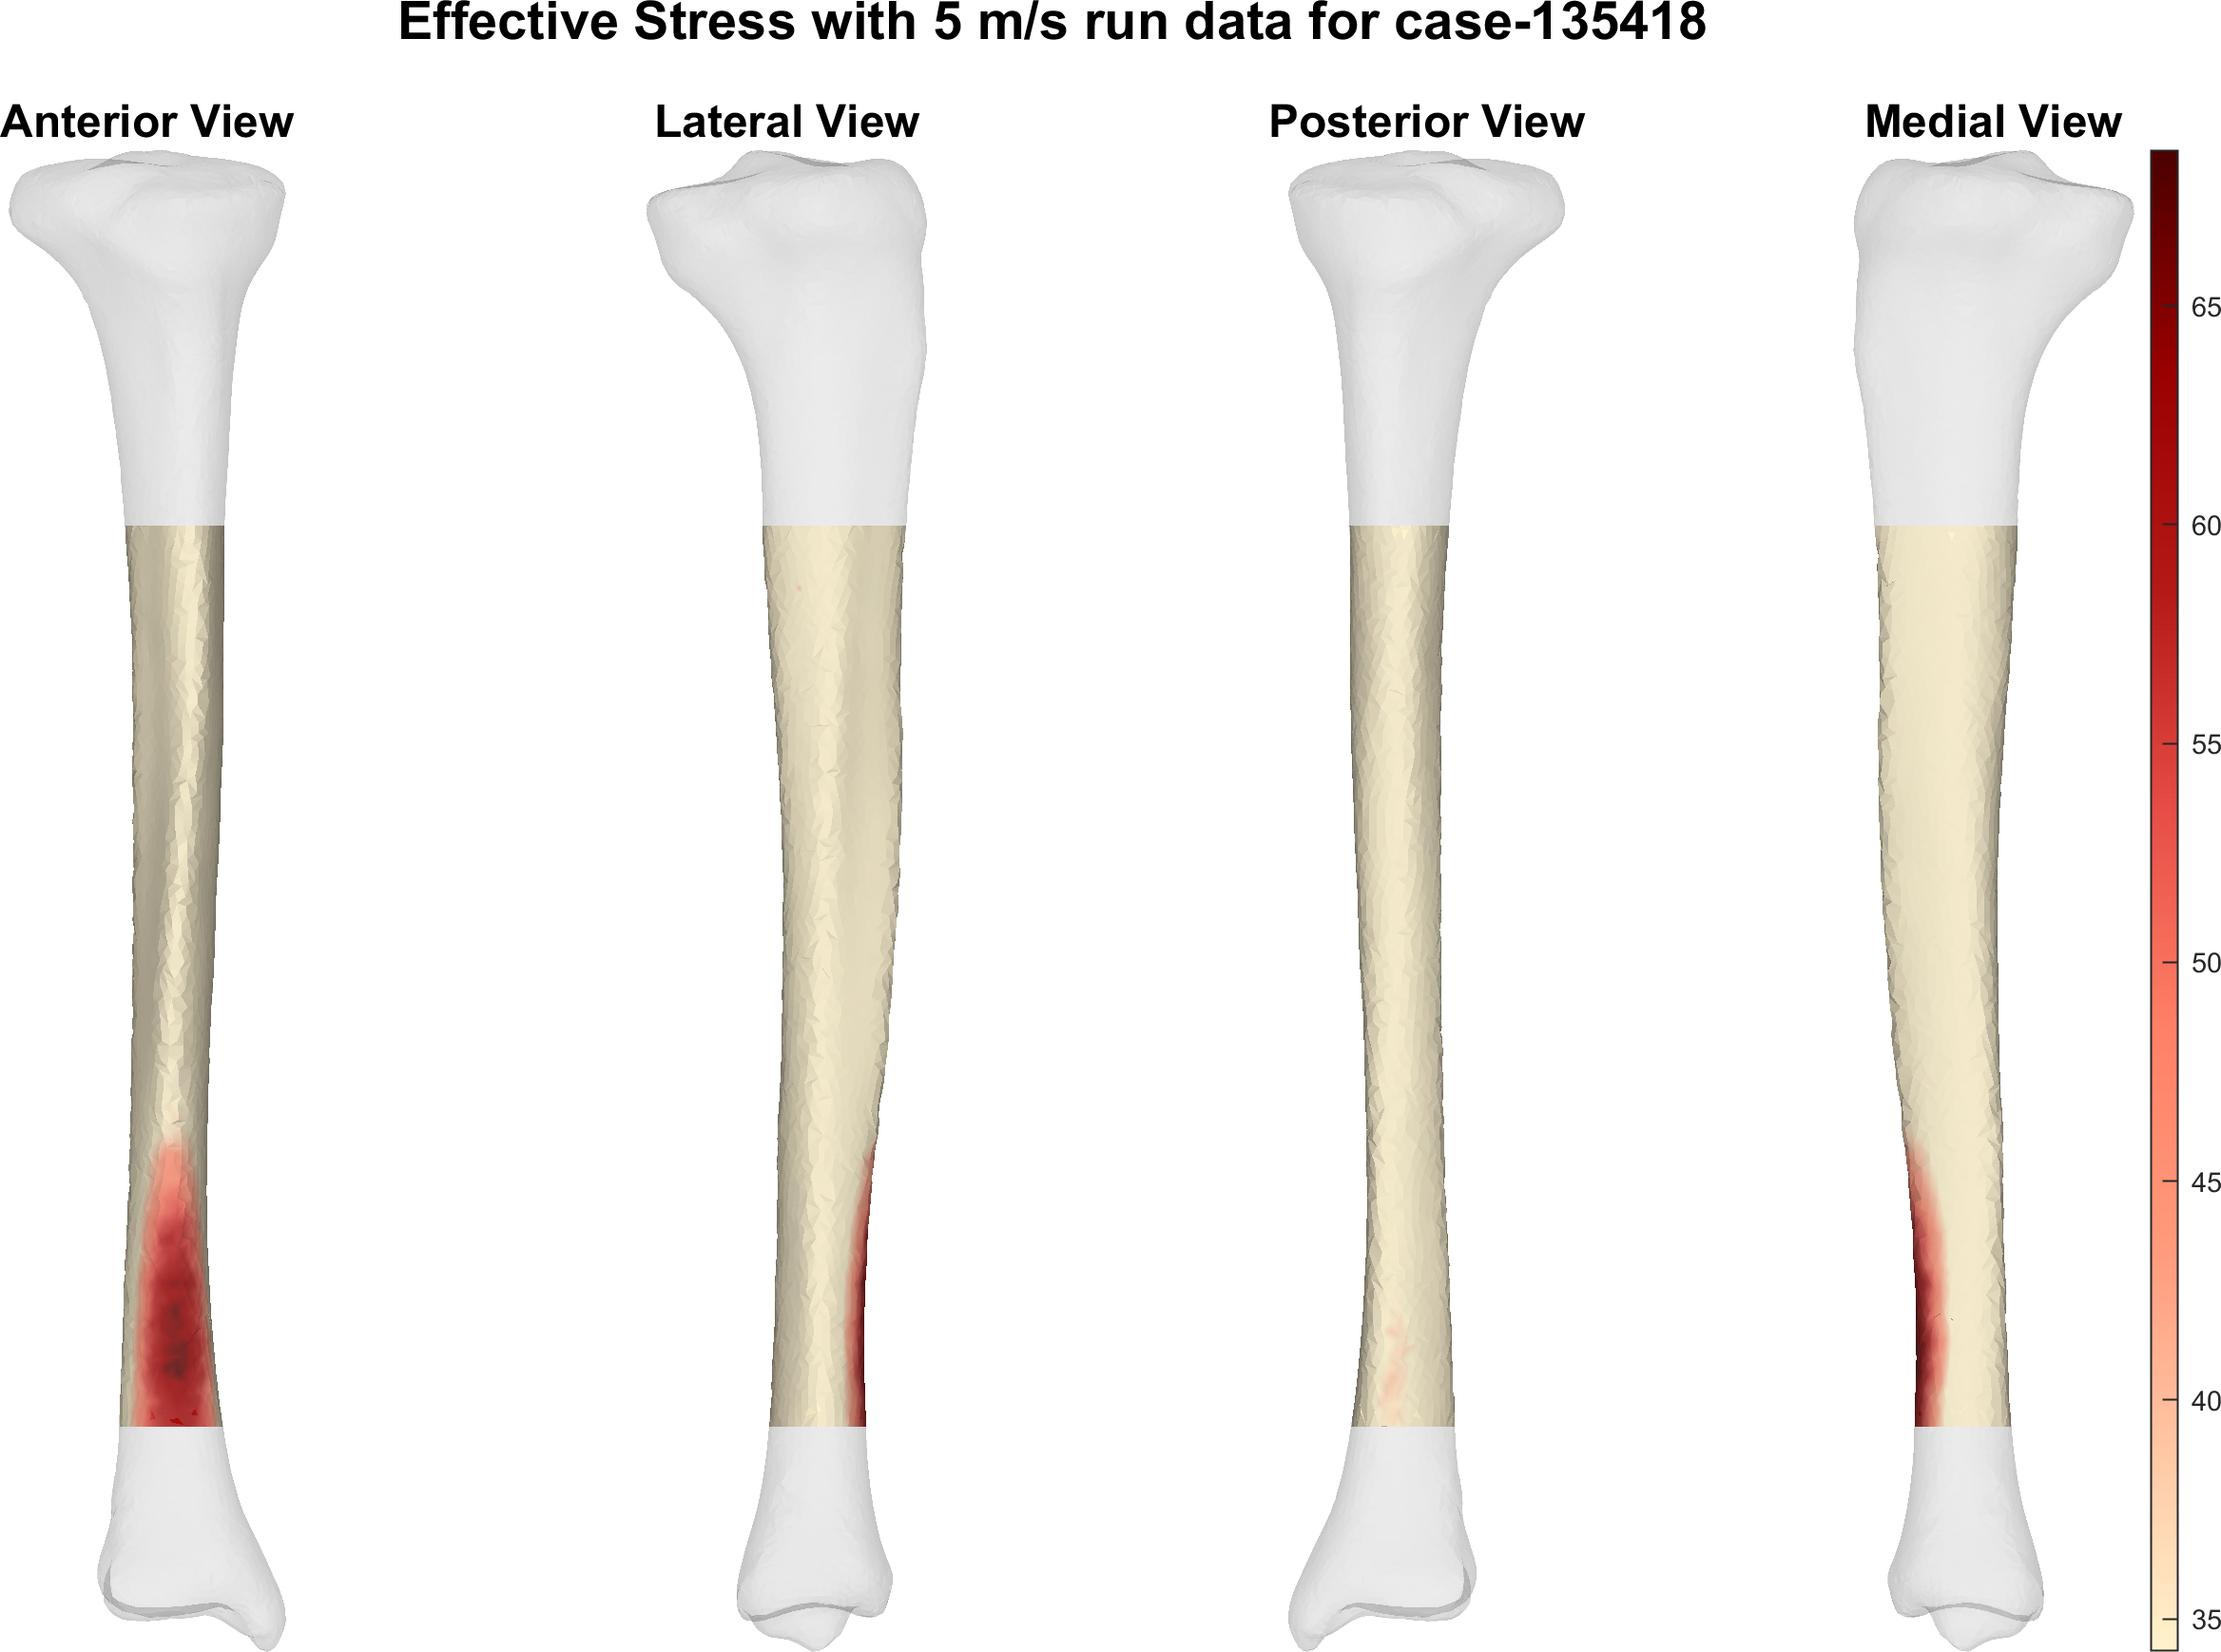 Effective Stress with 5 m/s run data for case-135418
Anterior View
Lateral View
Posterior View
Medial View
65
60
55
50
45
40
35